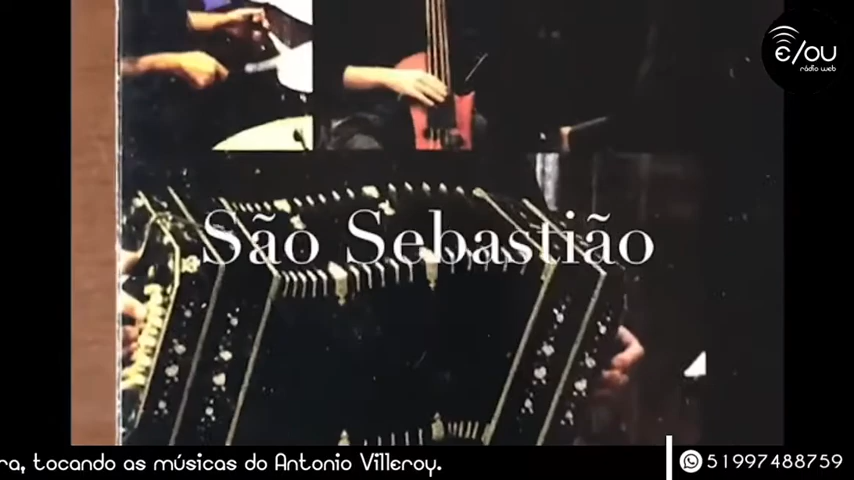 e/ou
rádio web
São Sebastião
ra, tocando as músicas do Antonio Villeroy.
51997488759